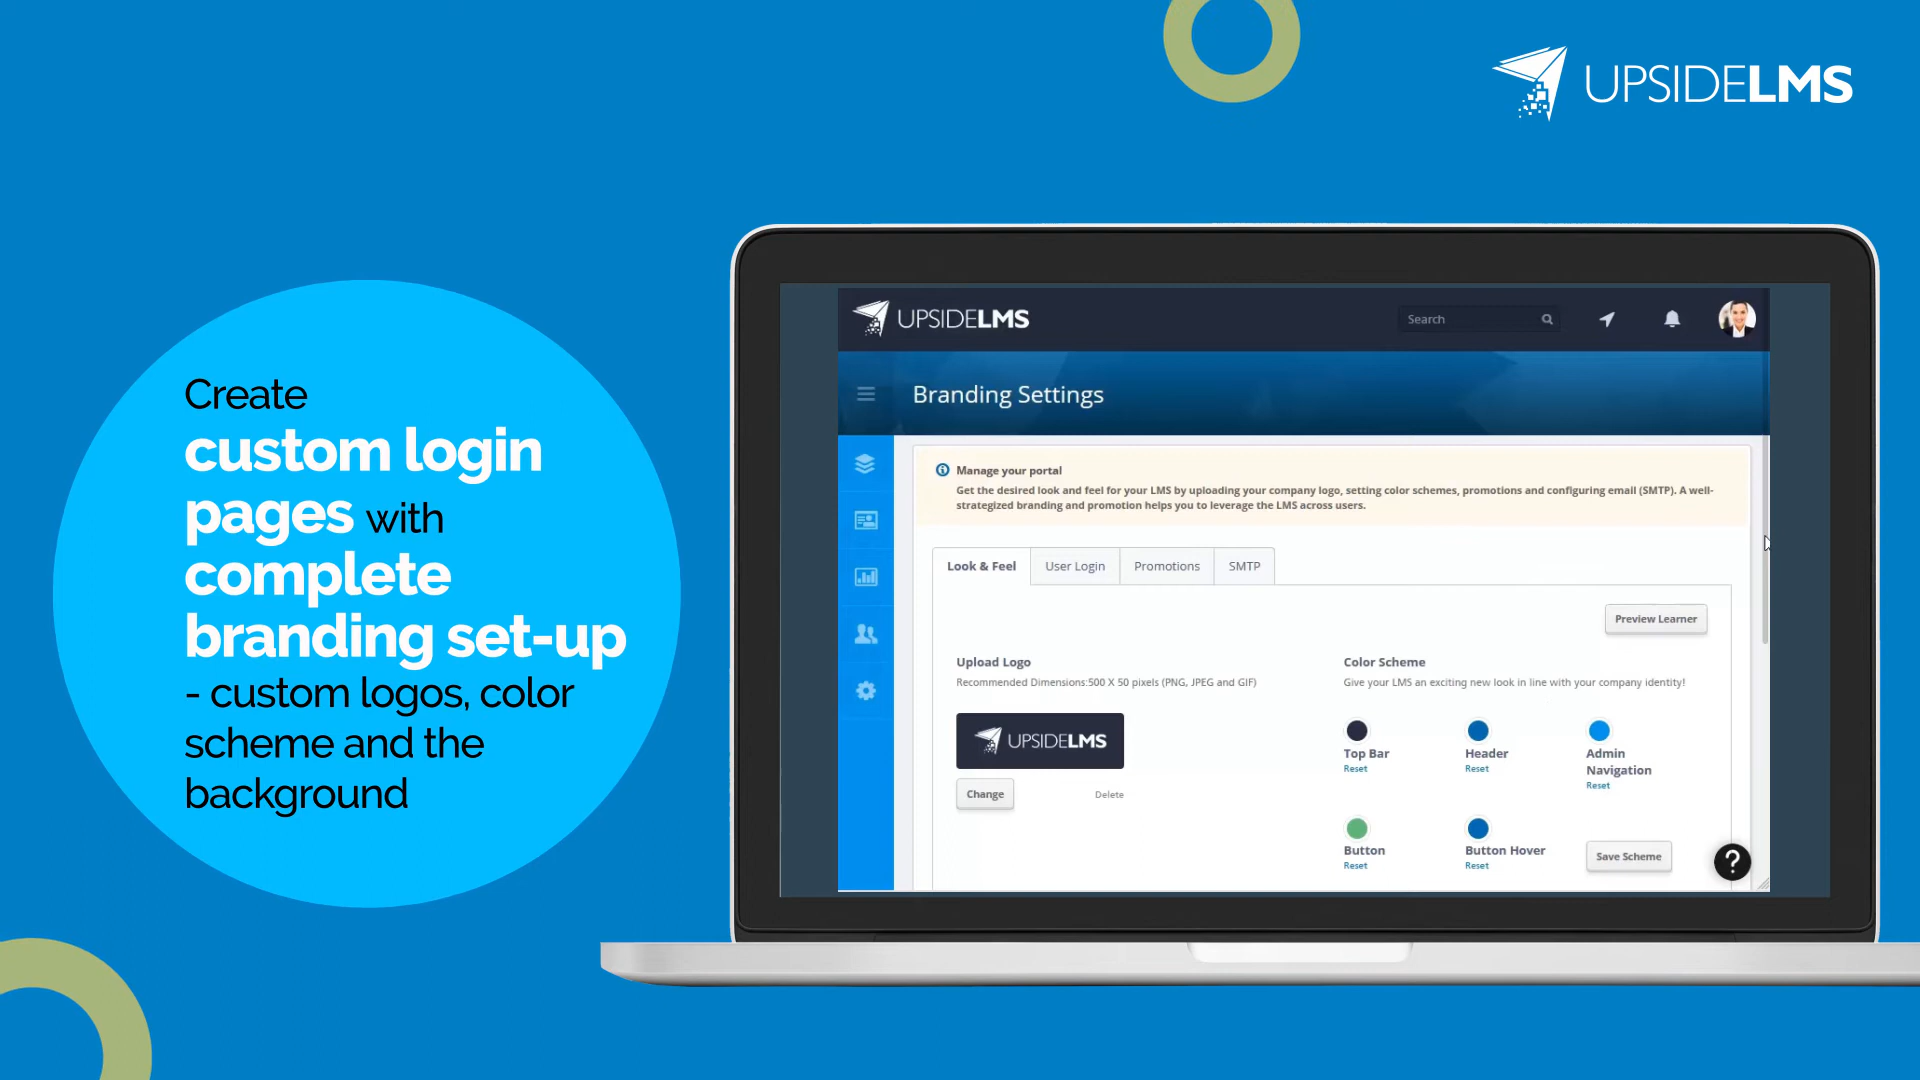 UPSIDELMS
Create
custom login
pages with
complete
branding set-up
- custom logos, color
scheme and the
background
UPSIDELMS
Search
Branding Settings
Manage your portal
Get the desired look and feel for your LMS by uploading your company logo, setting color schemes, promotions and configuring email (SMTP). A well-
strategized branding and promotion helps you to leverage the LMS across users.
Look & Feel
User Login
Promotions
SMTP
Preview Learner
Upload Logo
Recommended Dimensions:500 X 50 pixels (PNG, JPEG and GIF)
UPSIDELMS
Change
Delete
Color Scheme
Give your LMS an exciting new look in line with your company identity!
Top Bar
Reset
Header
Reset
Admin
Navigation
Reset
Button
Reset
Button Hover
Reset
Save Scheme
?